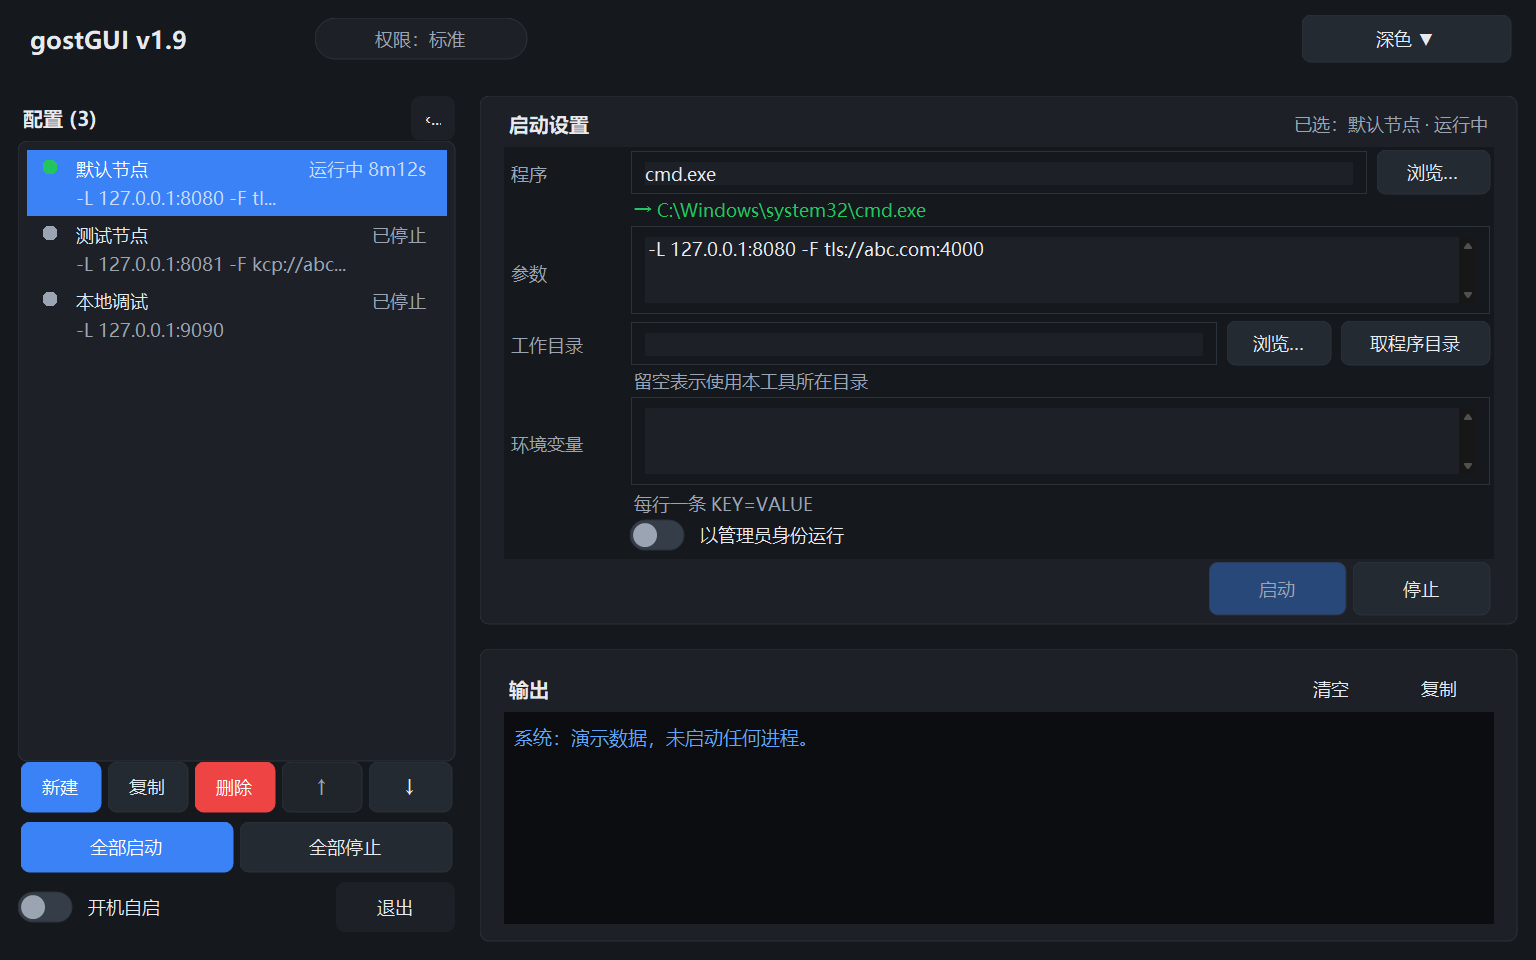 gostGUI v1.9
权限：标准
深色 ▼
配置 (3)
‹...
默认节点 运行中 8m12s
-L 127.0.0.1:8080 -F tl...
测试节点 已停止
-L 127.0.0.1:8081 -F kcp://abc...
本地调试 已停止
-L 127.0.0.1:9090
新建 复制 删除 ↑ ↓
全部启动 全部停止
开机自启 退出
启动设置 已选：默认节点 · 运行中
程序 cmd.exe 浏览...
→ C:\Windows\system32\cmd.exe
参数 -L 127.0.0.1:8080 -F tls://abc.com:4000
工作目录 浏览... 取程序目录
留空表示使用本工具所在目录
环境变量
每行一条 KEY=VALUE
以管理员身份运行
启动 停止
输出 清空 复制
系统：演示数据，未启动任何进程。